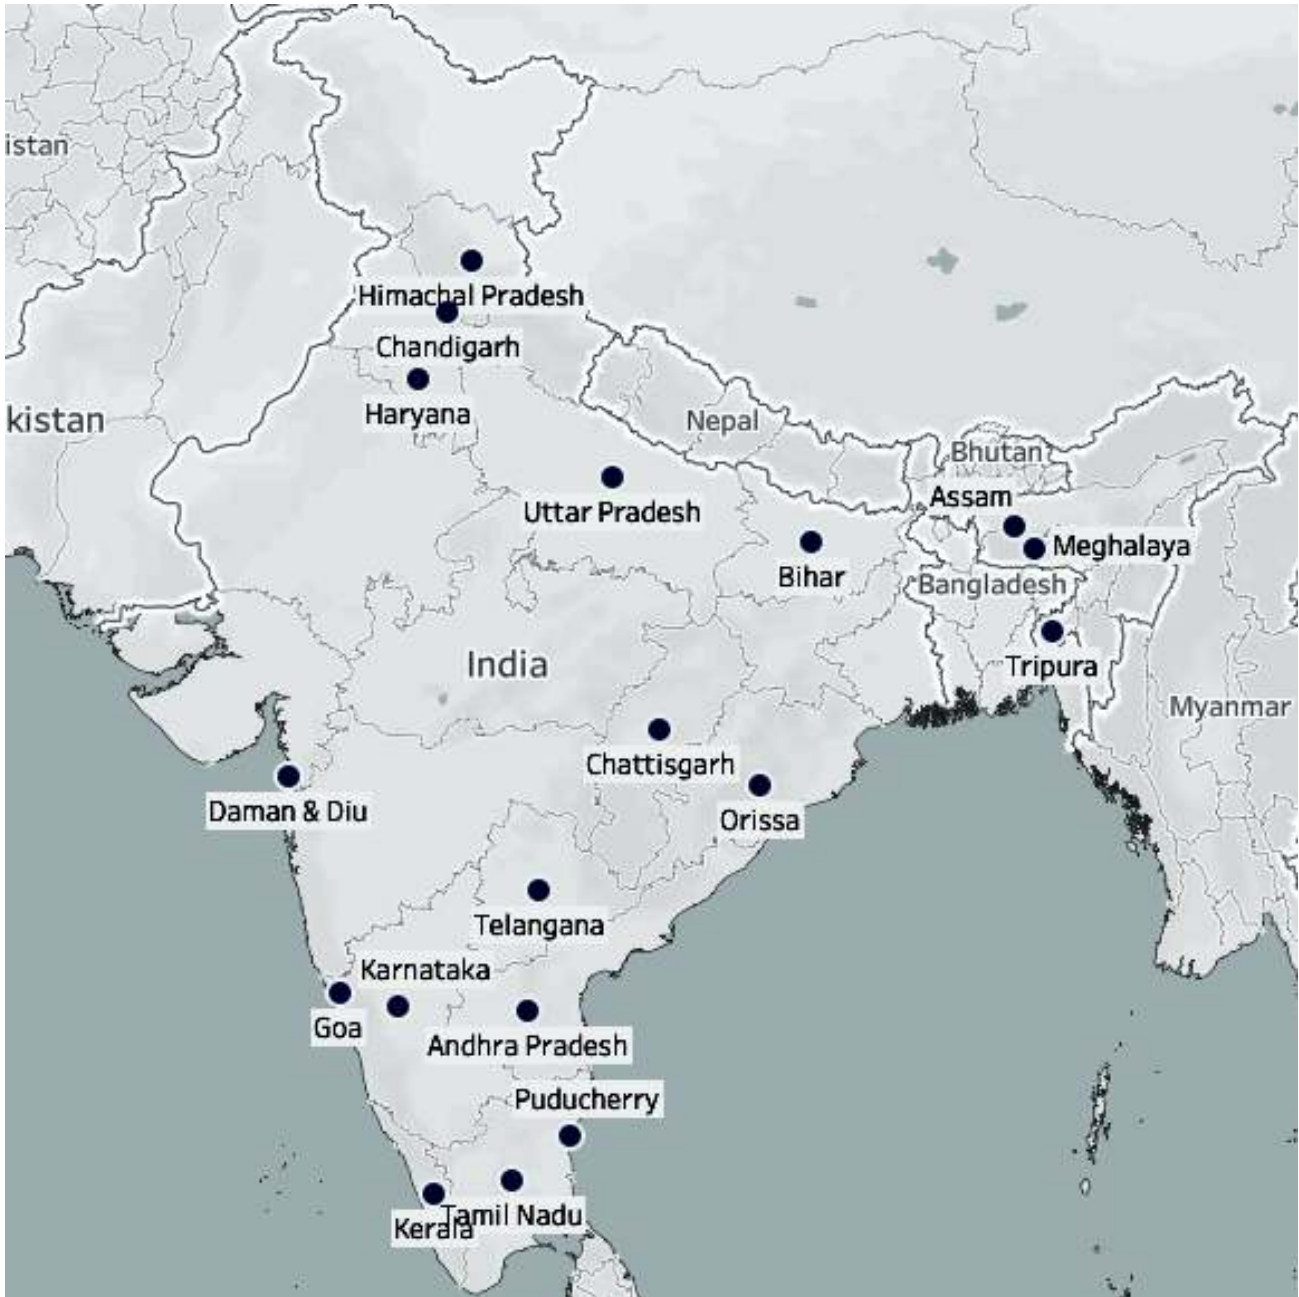 istan
Himachal Pradesh
Chandigarh
Haryana
kistan
Nepal
Bhutan
Assam
Uttar Pradesh
Meghalaya
Bihar
Bangladesh
India
Tripura
Myanmar
Chattisgarh
Daman & Diu
Orissa
Telangana
Karnataka
Goa
Andhra Pradesh
Puducherry
Tamil Nadu
Kerala